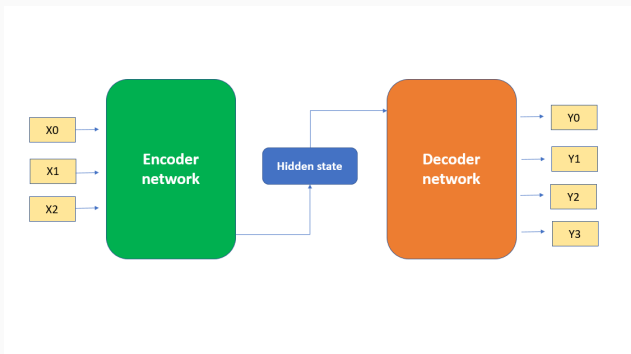 X0
X1
X2
Encoder
network
Hidden state
Decoder
network
Y0
Y1
Y2
Y3